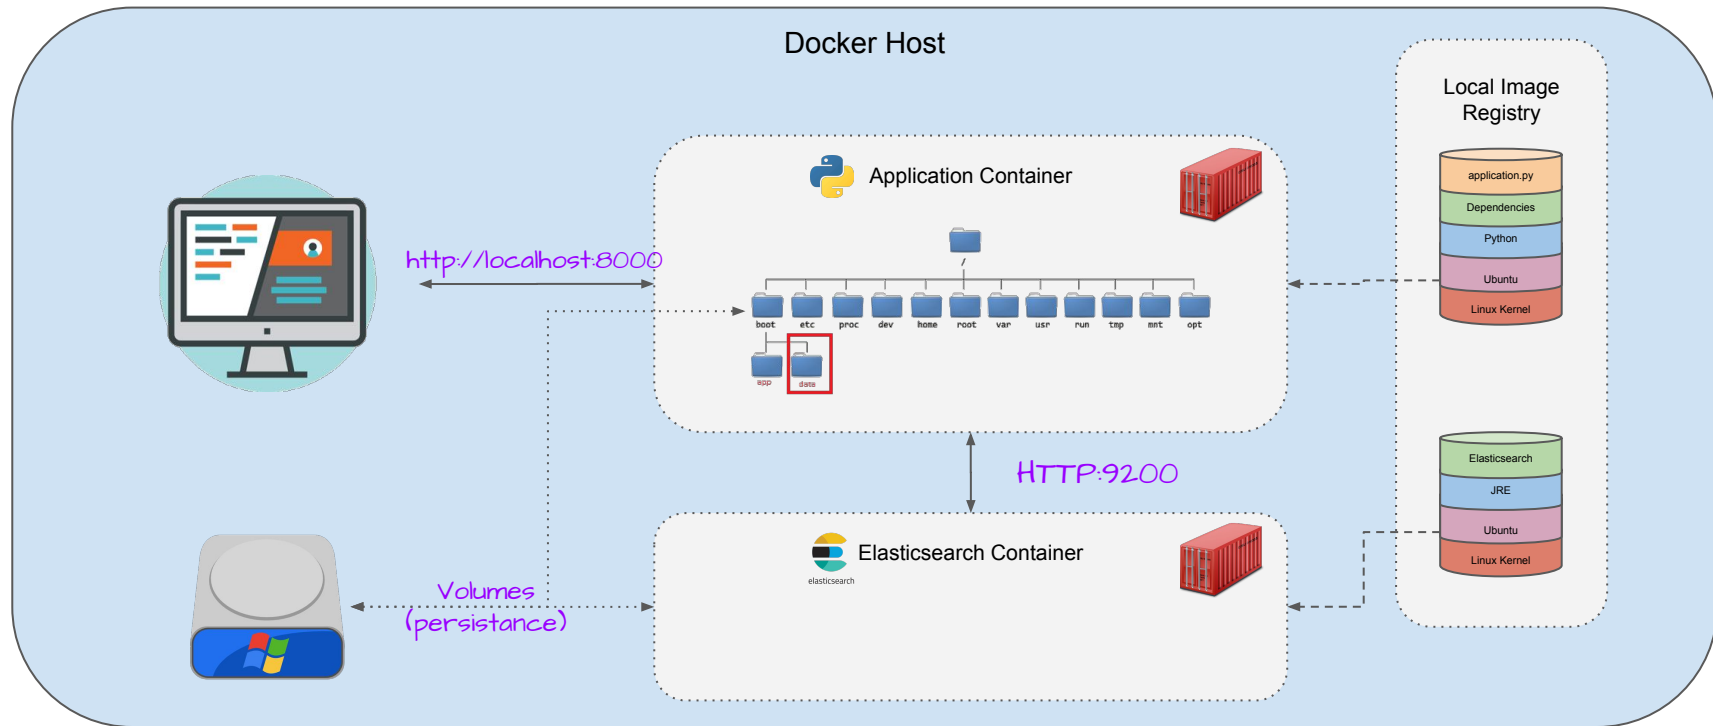 Docker Host
Local Image
Registry
application.py
Dependencies
Python
Ubuntu
Linux Kernel
Application Container
http://localhost:8000
/
boot etc proc dev home root var usr run tmp mnt opt
app data
HTTP:9200
Elasticsearch
JRE
Ubuntu
Linux Kernel
elasticsearch
Elasticsearch Container
Volumes
(persistance)